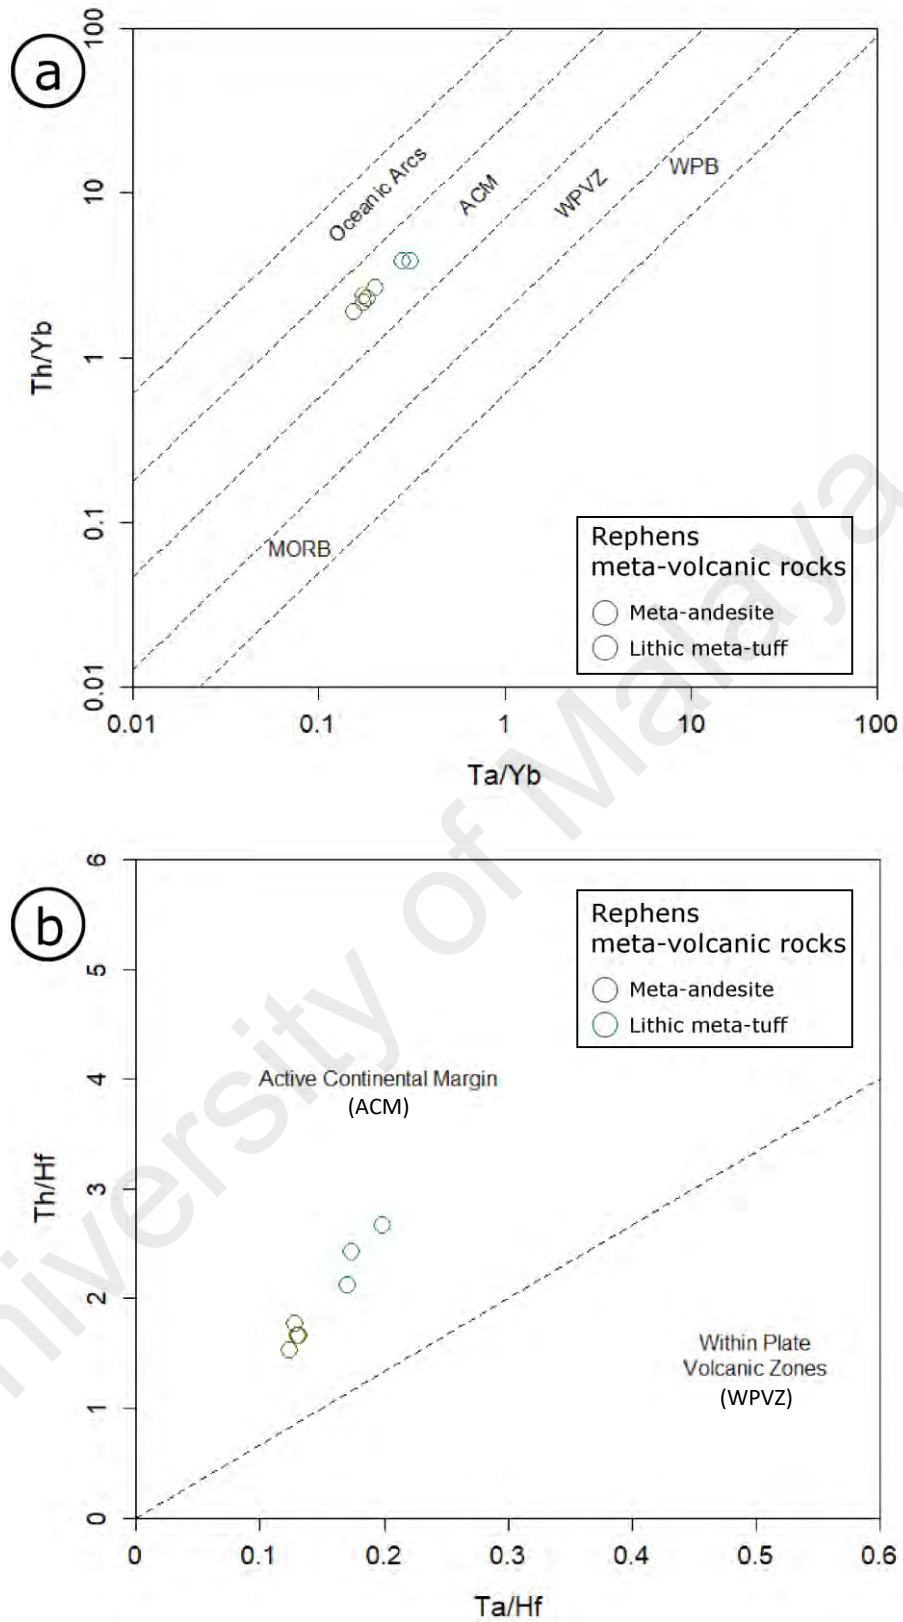 a
100
10
1
0.1
0.01
Th/Yb
Oceanic Arcs
ACM
WPVZ
WPB
MORB
Rephens
meta-volcanic rocks
Meta-andesite
Lithic meta-tuff
0.01
0.1
1
10
100
Ta/Yb
b
6
5
4
3
2
1
0
Th/Hf
Rephens
meta-volcanic rocks
Meta-andesite
Lithic meta-tuff
Active Continental Margin
(ACM)
Within Plate
Volcanic Zones
(WPVZ)
0
0.1
0.2
0.3
0.4
0.5
0.6
Ta/Hf
University of Malaya